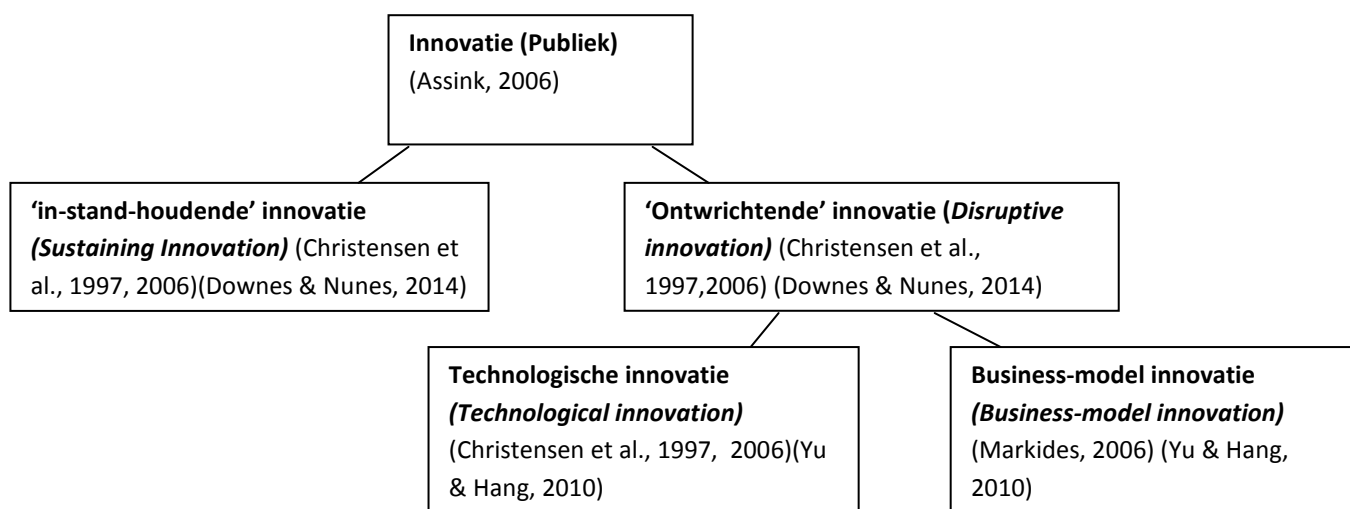 Innovatie (Publiek)
(Assink, 2006)
‘in-stand-houdende’ innovatie
(Sustaining Innovation) (Christensen et
al., 1997, 2006)(Downes & Nunes, 2014)
‘Ontwrichtende’ innovatie (Disruptive
innovation) (Christensen et al.,
1997,2006) (Downes & Nunes, 2014)
Technologische innovatie
(Technological innovation)
(Christensen et al., 1997,  2006)(Yu
& Hang, 2010)
Business-model innovatie
(Business-model innovation)
(Markides, 2006) (Yu & Hang,
2010)